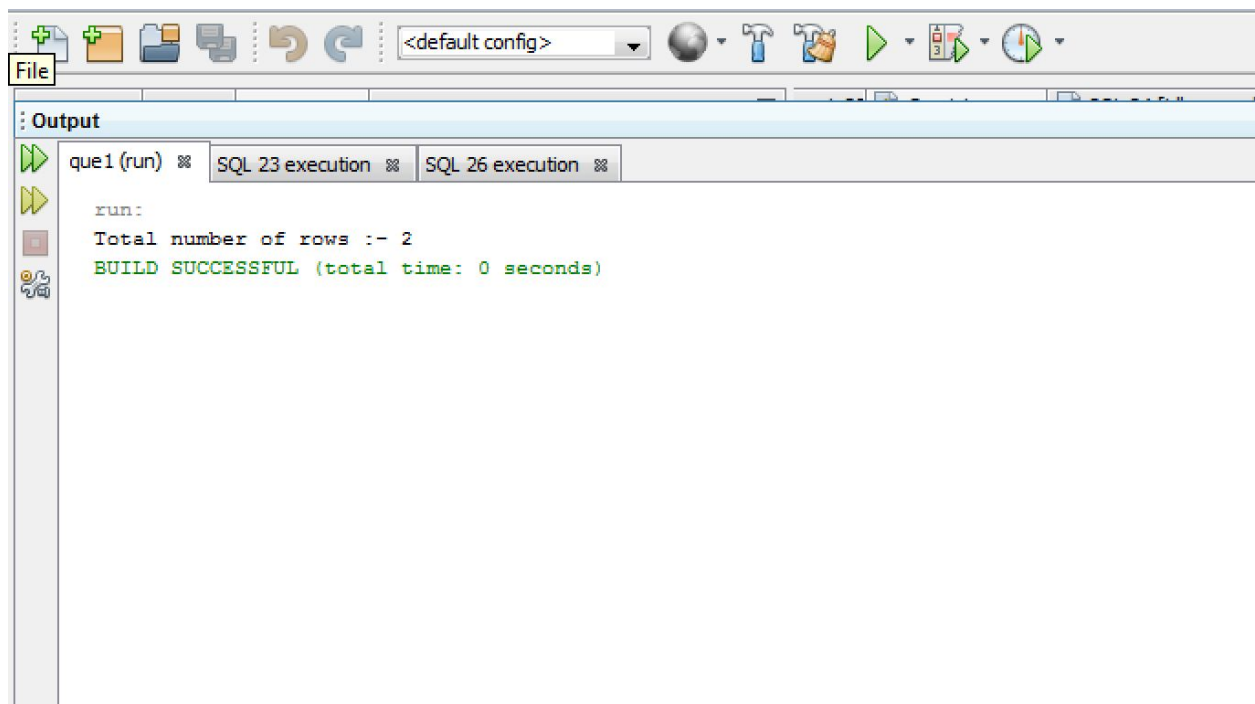 <default config>
File
Output
que1 (run) SQL 23 execution SQL 26 execution
run:
Total number of rows :- 2
BUILD SUCCESSFUL (total time: 0 seconds)